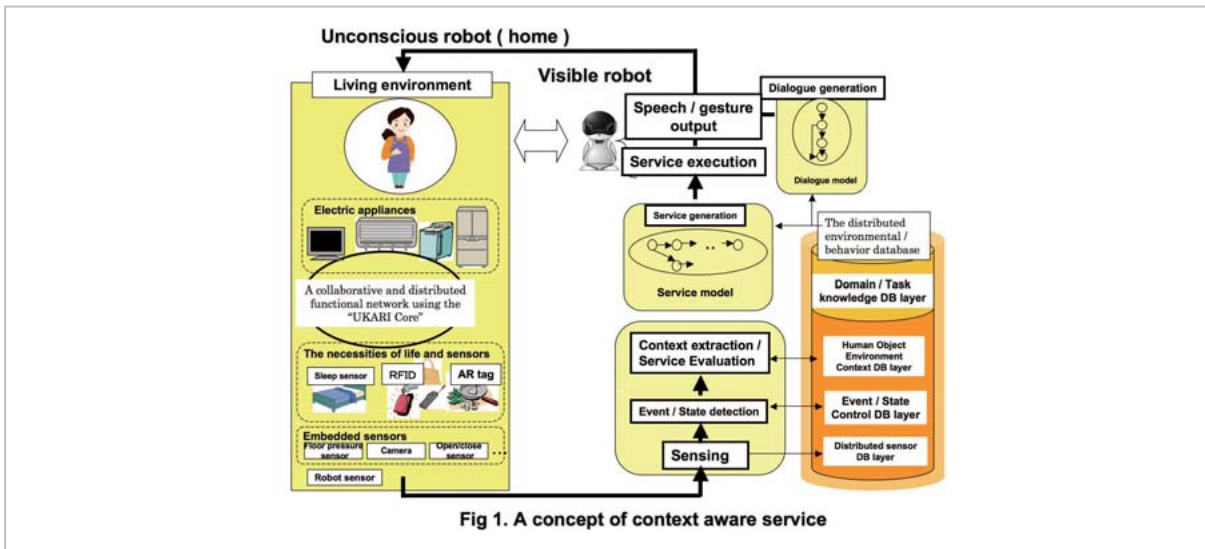 Unconscious robot ( home )
Living environment
Visible robot
Speech / gesture
output
Dialogue generation
Dialogue model
Service execution
Electric appliances
Service generation
Service model
The distributed
environmental /
behavior database
A collaborative and distributed
functional network using the
"UKARI Core"
Domain / Task
knowledge DB layer
The necessities of life and sensors
Sleep sensor
RFID
AR tag
Context extraction /
Service Evaluation
Human Object
Environment
Context DB layer
Event / State detection
Event / State
Control DB layer
Embedded sensors
Floor pressure
sensor
Camera
Open/close
sensor
Sensing
Distributed sensor
DB layer
Robot sensor
Fig 1. A concept of context aware service